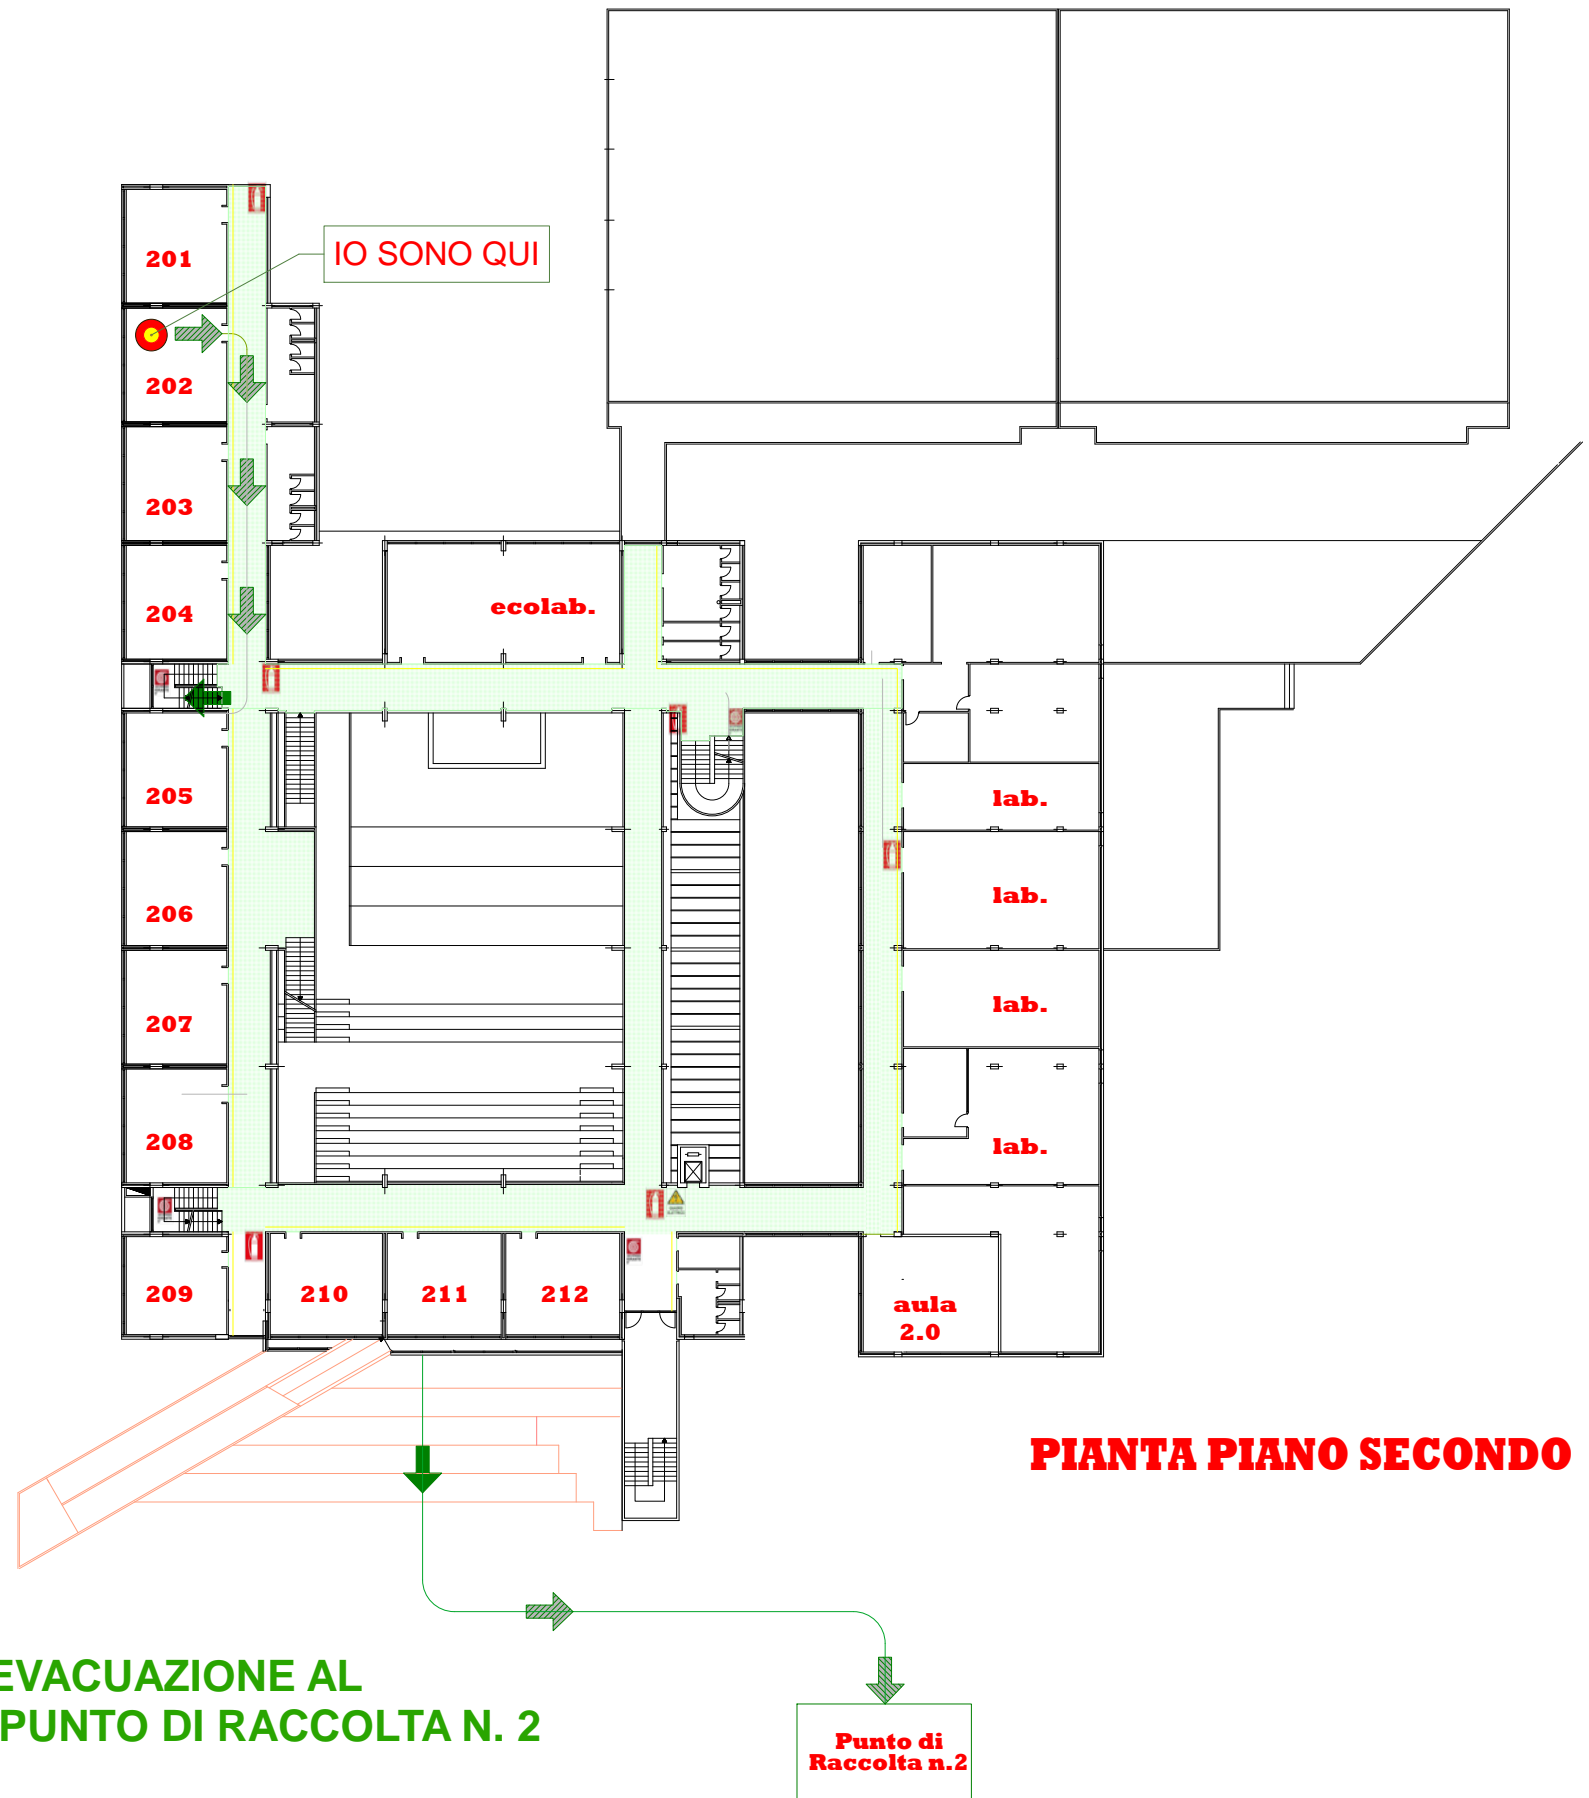 201
IO SONO QUI
202
203
204
ecolab.
205
lab.
206
lab.
207
lab.
208
lab.
209
210
211
212
aula
2.0
PIANTA PIANO SECONDO
EVACUAZIONE AL
PUNTO DI RACCOLTA N. 2
Punto di
Raccolta n.2